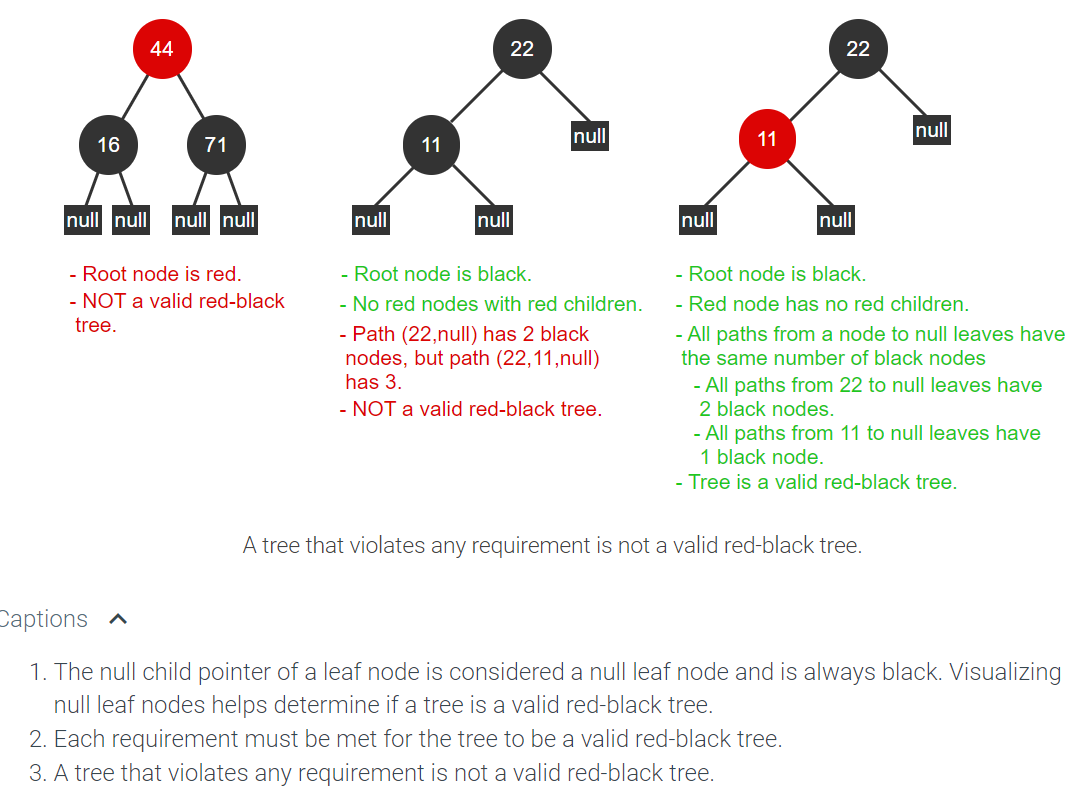 44
22
22
16
71
11
null
11
null
null
null
null
null
null
null
null
null
- Root node is red.
- NOT a valid red-black
tree.
- Root node is black.
- No red nodes with red children.
- Path (22,null) has 2 black
nodes, but path (22,11,null)
has 3.
- NOT a valid red-black tree.
- Root node is black.
- Red node has no red children.
- All paths from a node to null leaves have
the same number of black nodes
- All paths from 22 to null leaves have
2 black nodes.
- All paths from 11 to null leaves have
1 black node.
- Tree is a valid red-black tree.
A tree that violates any requirement is not a valid red-black tree.
Captions
1. The null child pointer of a leaf node is considered a null leaf node and is always black. Visualizing
null leaf nodes helps determine if a tree is a valid red-black tree.
2. Each requirement must be met for the tree to be a valid red-black tree.
3. A tree that violates any requirement is not a valid red-black tree.